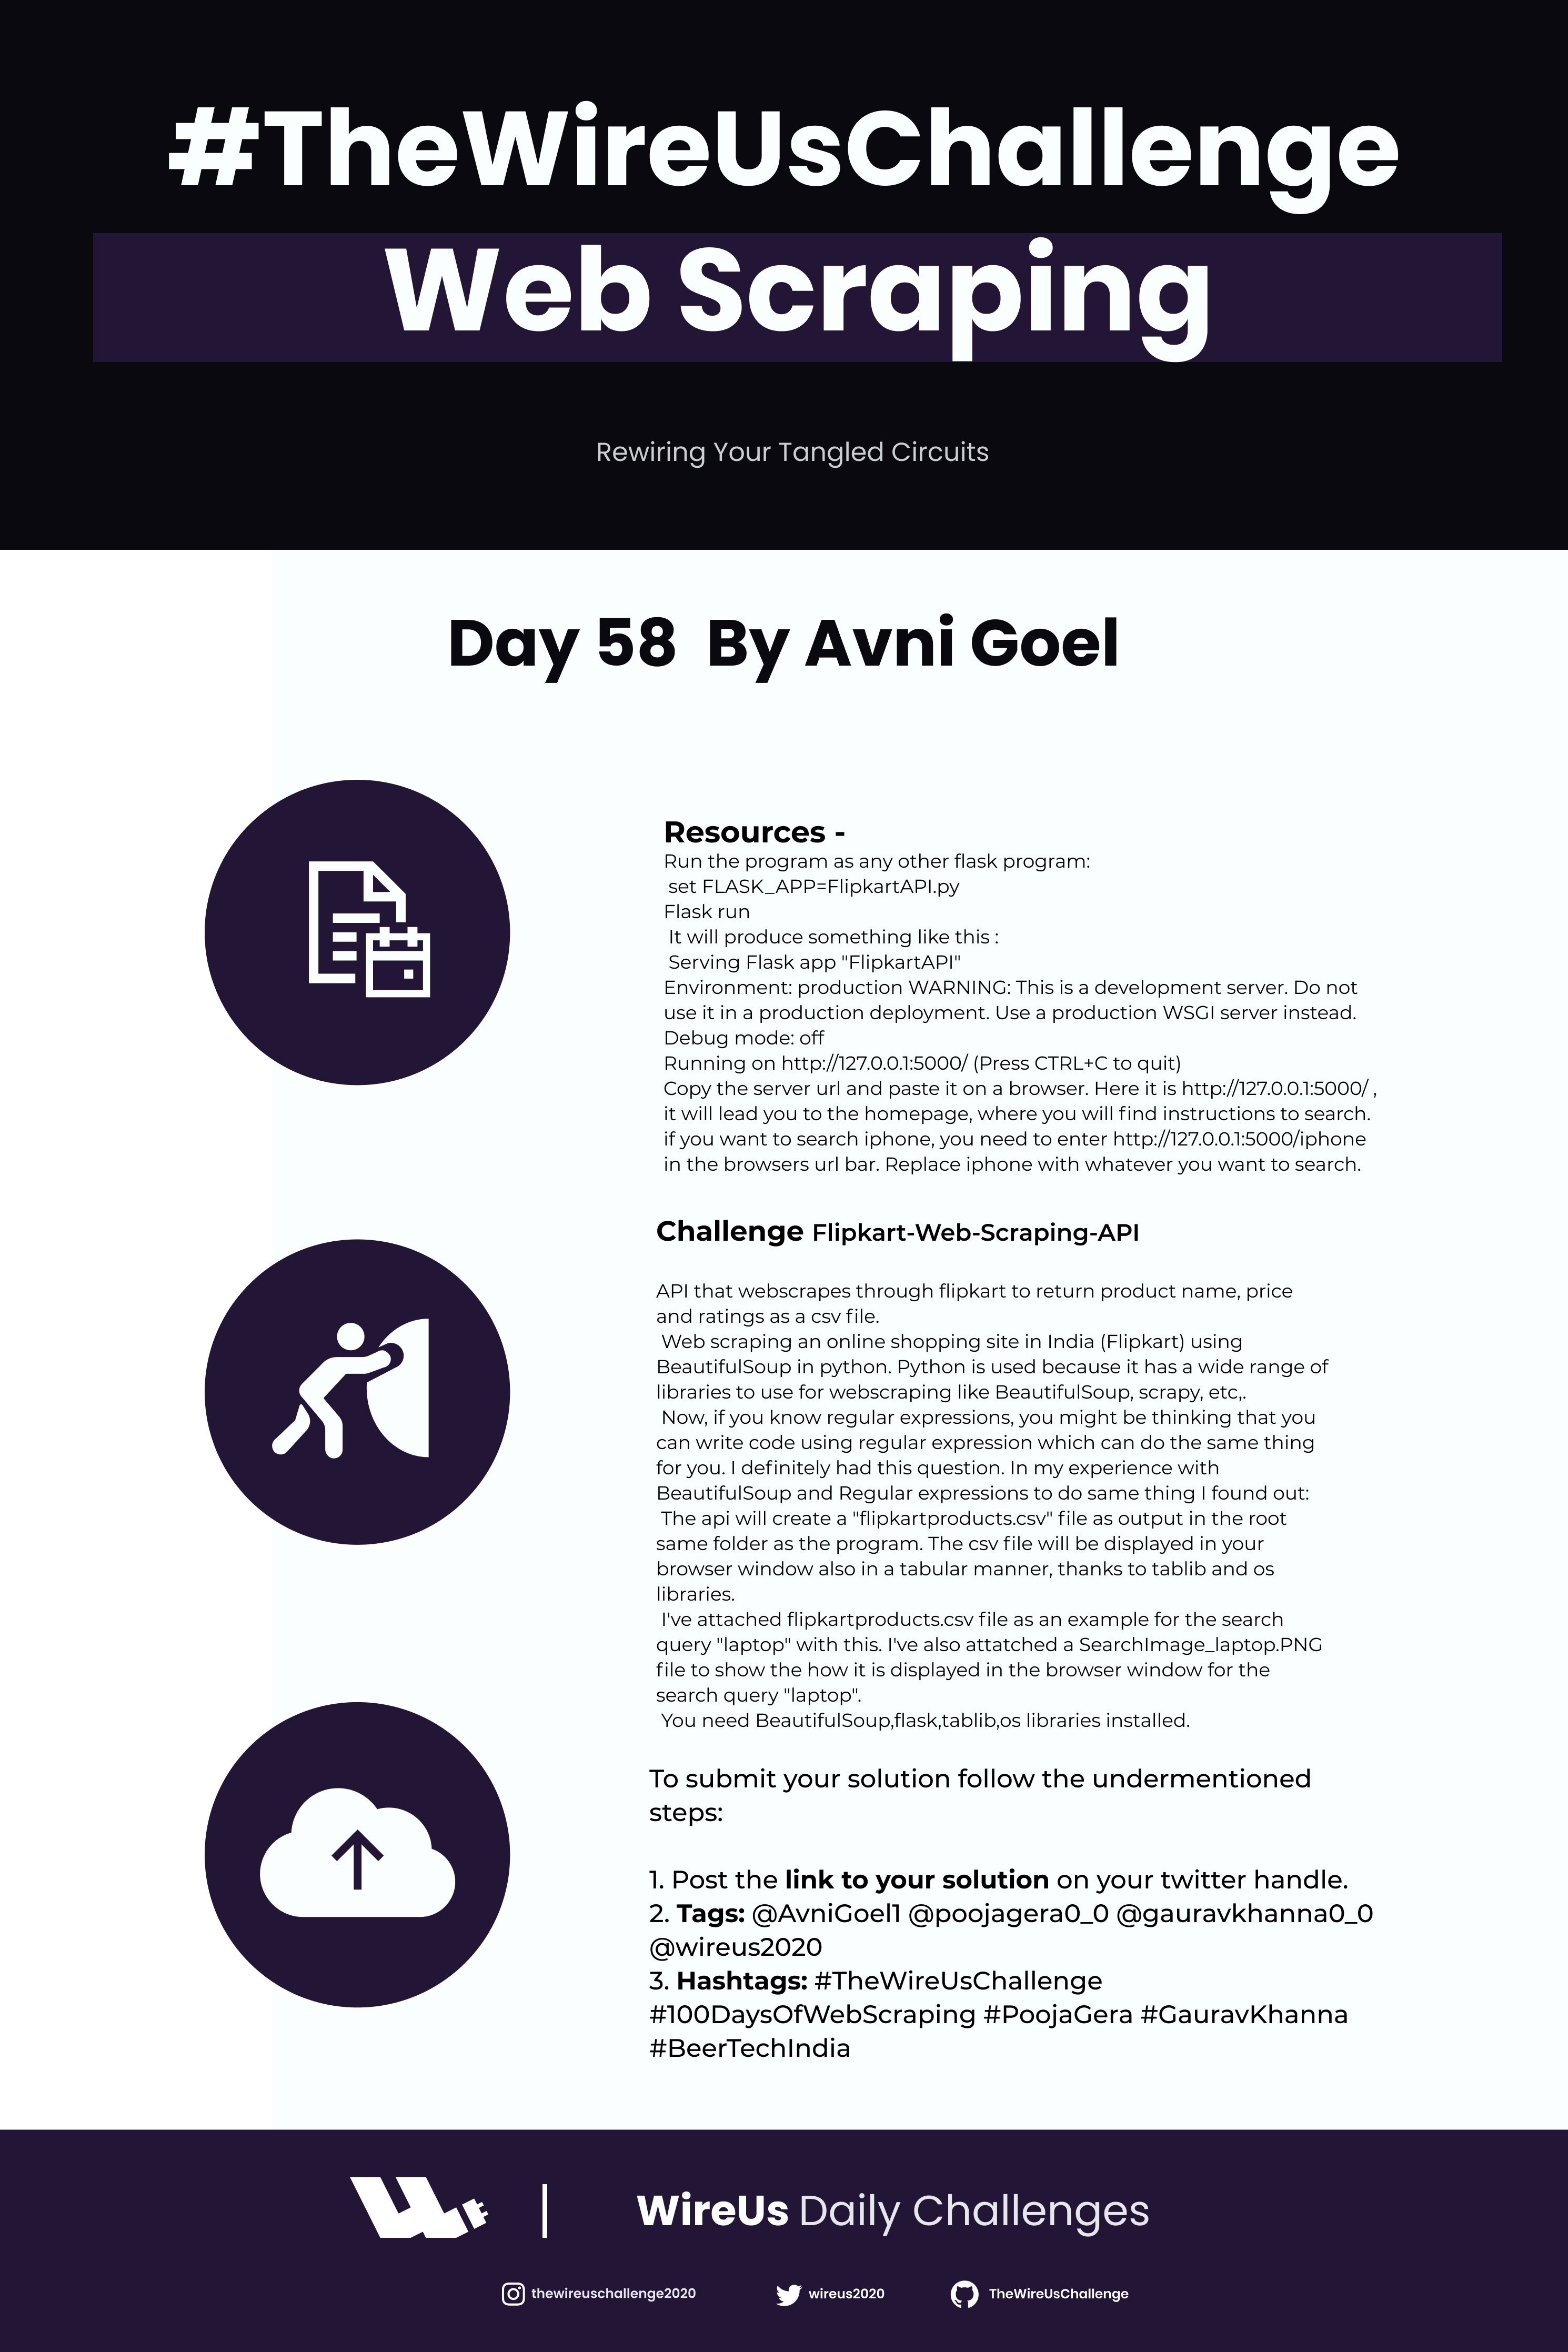 #TheWireUsChallenge
Web Scraping
Rewiring Your Tangled Circuits
Day 58 By Avni Goel
Resources -
Run the program as any other flask program:
set FLASK_APP=FlipkartAPI.py
Flask run
It will produce something like this :
Serving Flask app "FlipkartAPI"
Environment: production WARNING: This is a development server. Do not
use it in a production deployment. Use a production WSGI server instead.
Debug mode: off
Running on http://127.0.0.1:5000/ (Press CTRL+C to quit)
Copy the server url and paste it on a browser. Here it is http://127.0.0.1:5000/ ,
it will lead you to the homepage, where you will find instructions to search.
if you want to search iphone, you need to enter http://127.0.0.1:5000/iphone
in the browsers url bar. Replace iphone with whatever you want to search.
Challenge Flipkart-Web-Scraping-API
API that webscrapes through flipkart to return product name, price
and ratings as a csv file.
Web scraping an online shopping site in India (Flipkart) using
BeautifulSoup in python. Python is used because it has a wide range of
libraries to use for webscraping like BeautifulSoup, scrapy, etc,.
Now, if you know regular expressions, you might be thinking that you
can write code using regular expression which can do the same thing
for you. I definitely had this question. In my experience with
BeautifulSoup and Regular expressions to do same thing I found out:
The api will create a "flipkartproducts.csv" file as output in the root
same folder as the program. The csv file will be displayed in your
browser window also in a tabular manner, thanks to tablib and os
libraries.
I've attached flipkartproducts.csv file as an example for the search
query "laptop" with this. I've also attatched a SearchImage_laptop.PNG
file to show the how it is displayed in the browser window for the
search query "laptop".
You need BeautifulSoup,flask,tablib,os libraries installed.
To submit your solution follow the undermentioned
steps:
1. Post the link to your solution on your twitter handle.
2. Tags: @AvniGoel1 @poojagera0_0 @gauravkhanna0_0
@wireus2020
3. Hashtags: #TheWireUsChallenge
#100DaysOfWebScraping #PoojaGera #GauravKhanna
#BeerTechIndia
WireUs Daily Challenges
thewireuschallenge2020 wireus2020 TheWireUsChallenge